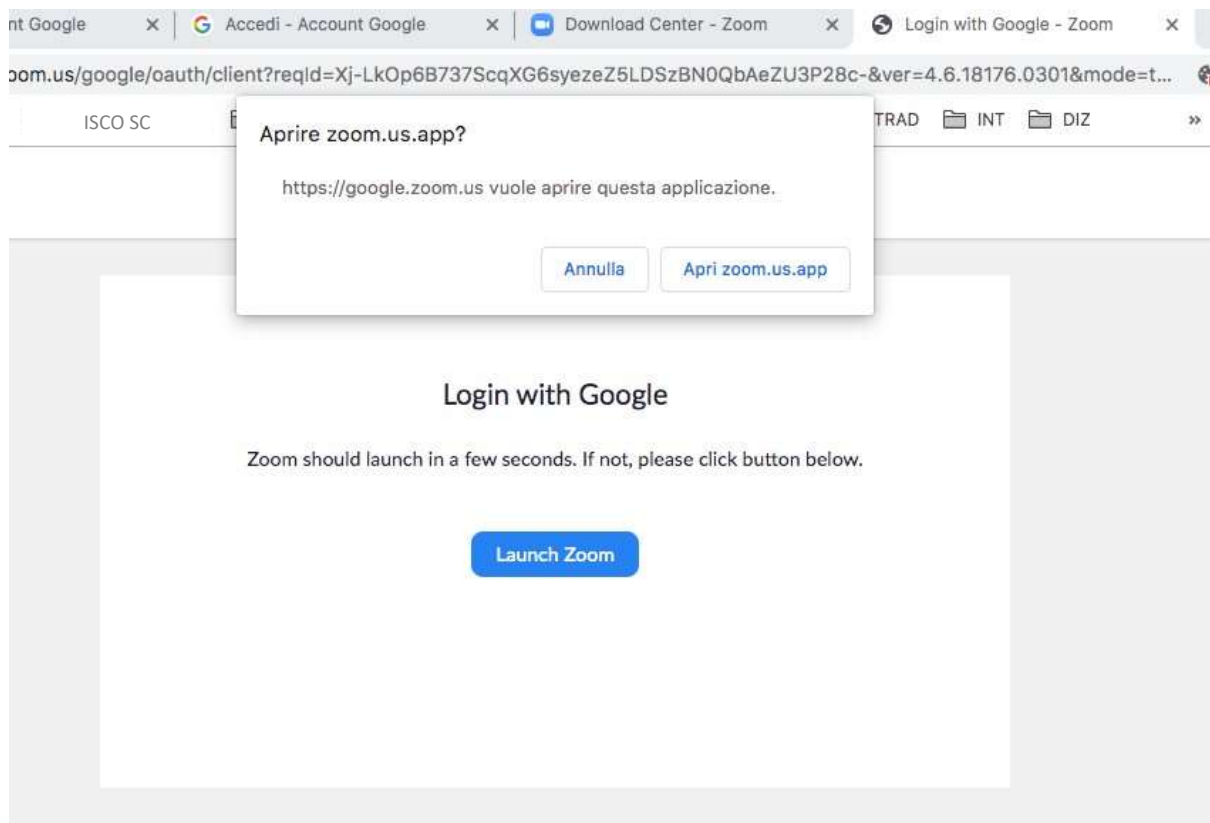 nt Google
Accedi - Account Google
Download Center - Zoom
Login with Google - Zoom
oom.us/google/oauth/client?reqId=Xj-LkOp6B737ScqXG6syezeZ5LDSzBN0QbAeZU3P28c-&ver=4.6.18176.0301&mode=t...
ISCO SC
TRAD
INT
DIZ
»
Aprire zoom.us.app?
https://google.zoom.us vuole aprire questa applicazione.
Annulla
Apri zoom.us.app
Login with Google
Zoom should launch in a few seconds. If not, please click button below.
Launch Zoom